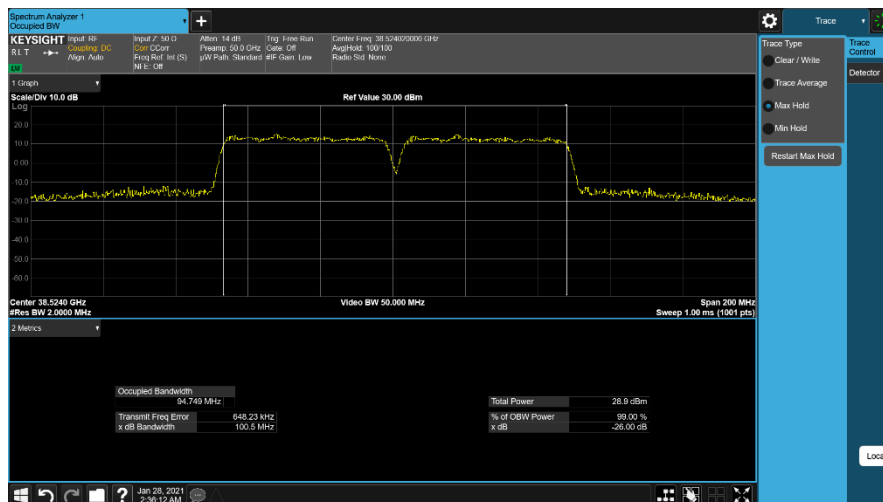 Spectrum Analyzer 1
Occupied BW
+
Trace
KEYSIGHT
R L T
LNI
Input: RF
Coupling: DC
Align: Auto
Input Z: 50 Ω
Corr CCorr
Freq Ref: Int (S)
NFE: Off
Atten: 14 dB
Preamp: 50.0 GHz
µW Path: Standard
Trig: Free Run
Gate: Off
#IF Gain: Low
Center Freq: 38.524020000 GHz
Avg|Hold: 100/100
Radio Std: None
Trace Type
Clear / Write
Trace Average
Max Hold
Min Hold
Restart Max Hold
Trace
Control
Detector
1 Graph
Scale/Div 10.0 dB
Ref Value 30.00 dBm
Log
20.0
10.0
0.00
-10.0
-20.0
-30.0
-40.0
-50.0
-60.0
Center 38.5240 GHz
#Res BW 2.0000 MHz
Video BW 50.000 MHz
Span 200 MHz
Sweep 1.00 ms (1001 pts)
2 Metrics
Occupied Bandwidth
94.749 MHz
Transmit Freq Error 648.23 kHz
x dB Bandwidth 100.5 MHz
Total Power 28.9 dBm
% of OBW Power 99.00 %
x dB -26.00 dB
Loca
?
Jan 28, 2021
2:36:12 AM